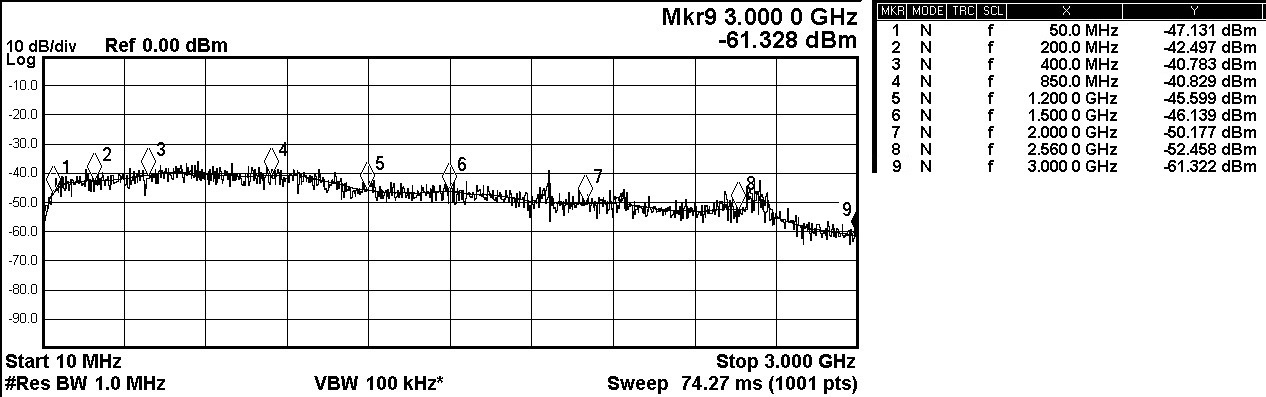 Mkr9 3.000 0 GHz
10 dB/div Ref 0.00 dBm -61.328 dBm
Log
-10.0
-20.0
-30.0
-40.0
-50.0
-60.0
-70.0
-80.0
-90.0
1 2 3 4 5 6 7 8 9
Start 10 MHz Stop 3.000 GHz
#Res BW 1.0 MHz VBW 100 kHz* Sweep 74.27 ms (1001 pts)
MKR MODE TRC SCL X Y
1 N f 50.0 MHz -47.131 dBm
2 N f 200.0 MHz -42.497 dBm
3 N f 400.0 MHz -40.783 dBm
4 N f 850.0 MHz -40.829 dBm
5 N f 1.200 0 GHz -45.599 dBm
6 N f 1.500 0 GHz -46.139 dBm
7 N f 2.000 0 GHz -50.177 dBm
8 N f 2.560 0 GHz -52.458 dBm
9 N f 3.000 0 GHz -61.322 dBm